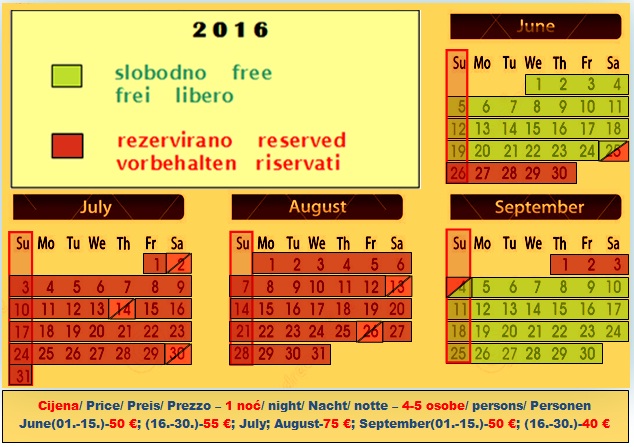 2016
slobodno free
frei libero
rezervirano reserved
vorbehalten riservati
June
Su Mo Tu We Th Fr Sa
1 2 3 4
5 6 7 8 9 10 11
12 13 14 15 16 17 18
19 20 21 22 23 24 25
26 27 28 29 30
July
Su Mo Tu We Th Fr Sa
1 2
3 4 5 6 7 8 9
10 11 12 13 14 15 16
17 18 19 20 21 22 23
24 25 26 27 28 29 30
31
August
Su Mo Tu We Th Fr Sa
1 2 3 4 5 6
7 8 9 10 11 12 13
14 15 16 17 18 19 20
21 22 23 24 25 26 27
28 29 30 31
September
Su Mo Tu We Th Fr Sa
1 2 3
4 5 6 7 8 9 10
11 12 13 14 15 16 17
18 19 20 21 22 23 24
25 26 27 28 29 30
Cijena/ Price/ Preis/ Prezzo – 1 noć/ night/ Nacht/ notte – 4-5 osobe/ persons/ Personen
June(01.-15.)-50 €; (16.-30.)-55 €; July; August-75 €; September(01.-15.)-50 €; (16.-30.)-40 €